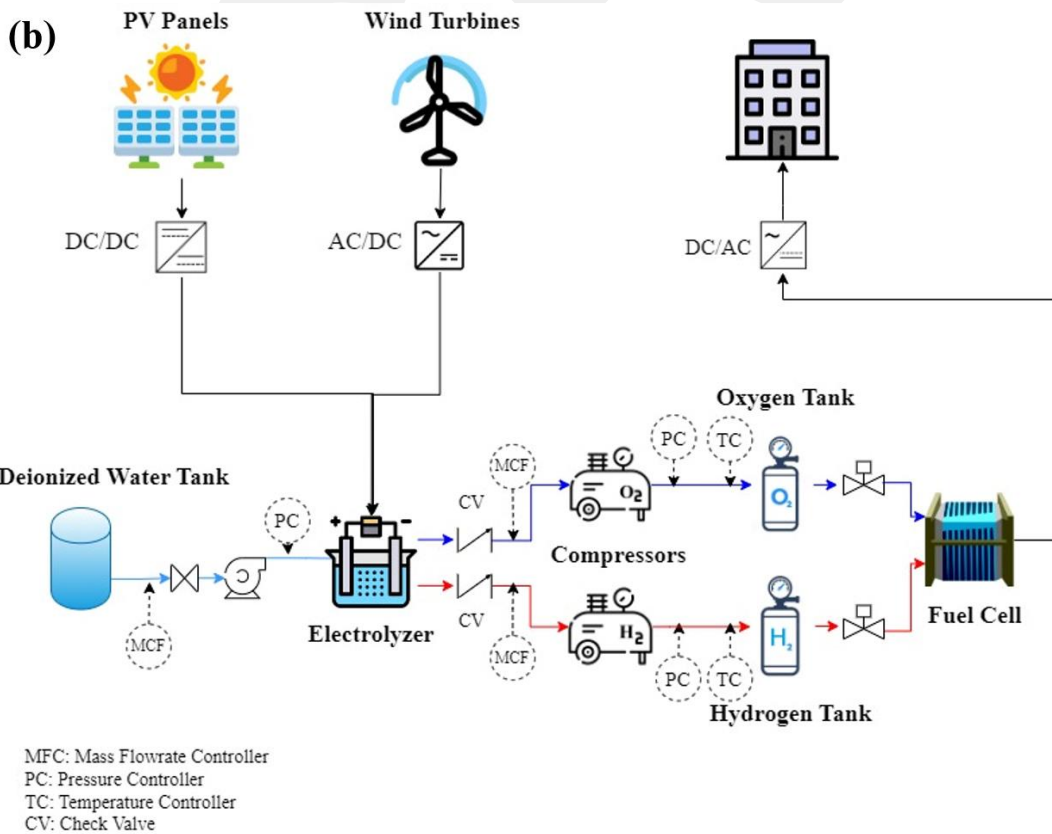 (b)
PV Panels
Wind Turbines
DC/DC
AC/DC
DC/AC
Oxygen Tank
PC
TC
Deionized Water Tank
MCF
CV
O₂
O₂
PC
Compressors
Electrolyzer
+
-
Fuel Cell
CV
H₂
H₂
MCF
MCF
PC
TC
Hydrogen Tank
MFC: Mass Flowrate Controller
PC: Pressure Controller
TC: Temperature Controller
CV: Check Valve